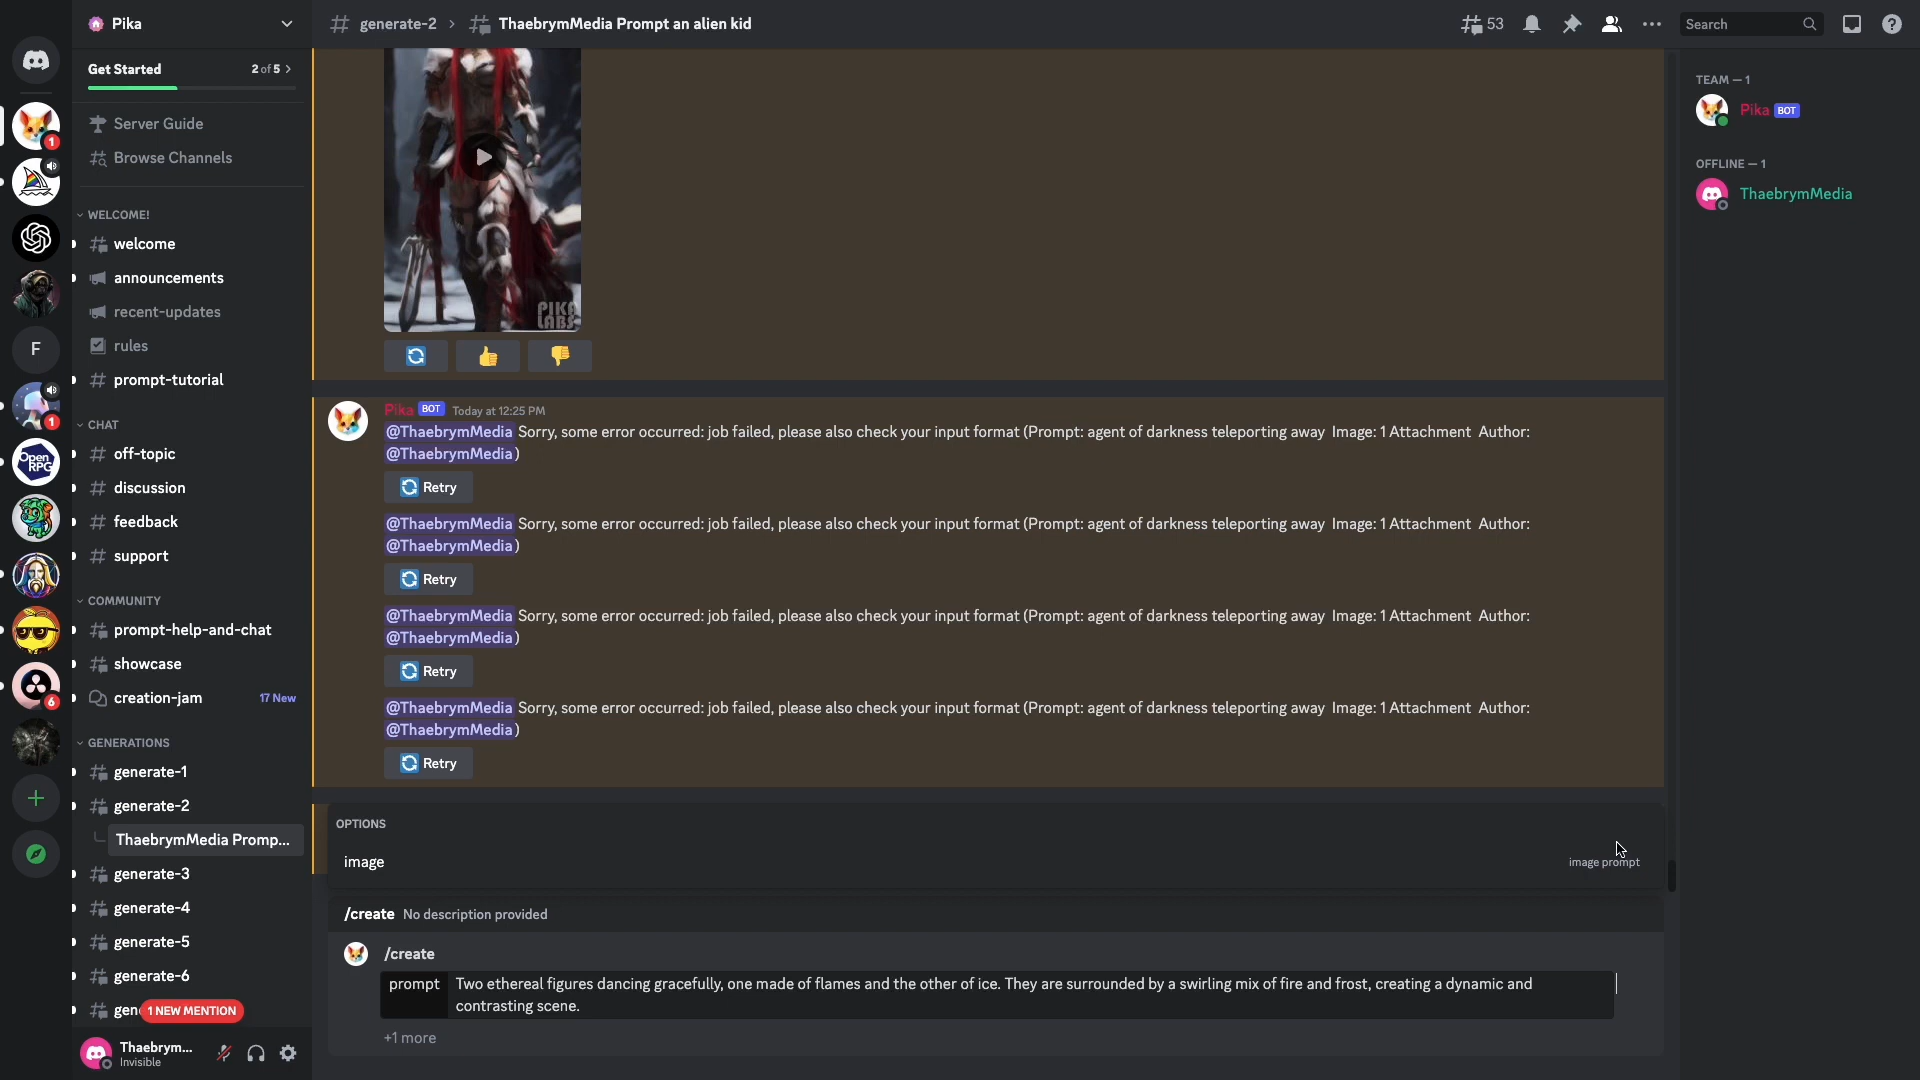 Pika
Get Started
2 of 5
Server Guide
Browse Channels
WELCOME!
welcome
announcements
recent-updates
rules
prompt-tutorial
CHAT
off-topic
discussion
feedback
support
COMMUNITY
prompt-help-and-chat
showcase
creation-jam
17 New
GENERATIONS
generate-1
generate-2
ThaebrymMedia Promp...
generate-3
generate-4
generate-5
generate-6
gen
1 NEW MENTION
Thaebrym...
Invisible
1
F
1
OpenRPG
6
generate-2 > ThaebrymMedia Prompt an alien kid
53
Search
PIKA
LABS
Pika BOT Today at 12:25 PM
@ThaebrymMedia Sorry, some error occurred: job failed, please also check your input format (Prompt: agent of darkness teleporting away Image: 1 Attachment Author:
@ThaebrymMedia)
Retry
@ThaebrymMedia Sorry, some error occurred: job failed, please also check your input format (Prompt: agent of darkness teleporting away Image: 1 Attachment Author:
@ThaebrymMedia)
Retry
@ThaebrymMedia Sorry, some error occurred: job failed, please also check your input format (Prompt: agent of darkness teleporting away Image: 1 Attachment Author:
@ThaebrymMedia)
Retry
@ThaebrymMedia Sorry, some error occurred: job failed, please also check your input format (Prompt: agent of darkness teleporting away Image: 1 Attachment Author:
@ThaebrymMedia)
Retry
OPTIONS
image
image prompt
/create No description provided
/create
prompt Two ethereal figures dancing gracefully, one made of flames and the other of ice. They are surrounded by a swirling mix of fire and frost, creating a dynamic and
contrasting scene.
+1 more
TEAM — 1
Pika BOT
OFFLINE — 1
ThaebrymMedia